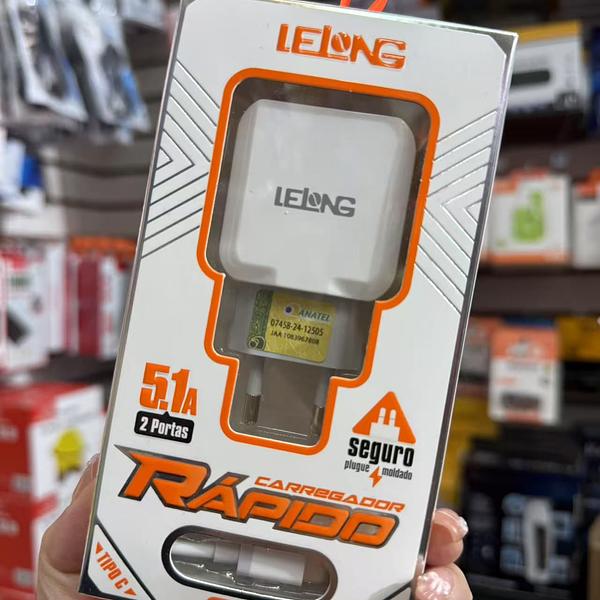 LELONG
LELONG
ANATEL
07458-24-12505
5.1A
2 Portas
seguro
plugue moldado
CARREGADOR
RÁPIDO
TIPO C